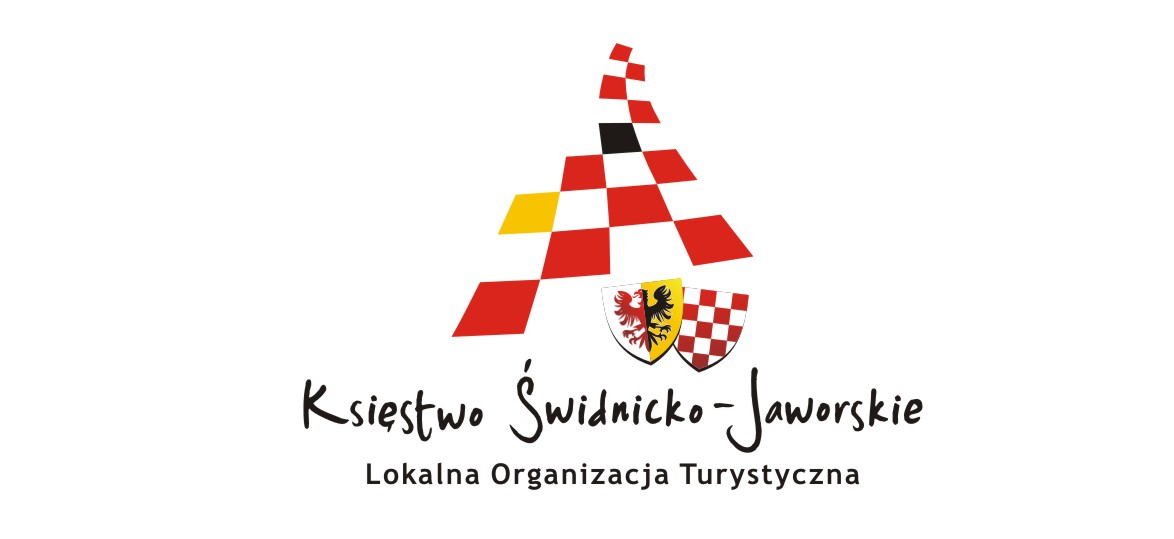 Księstwo Świdnicko-Jaworskie
Lokalna Organizacja Turystyczna